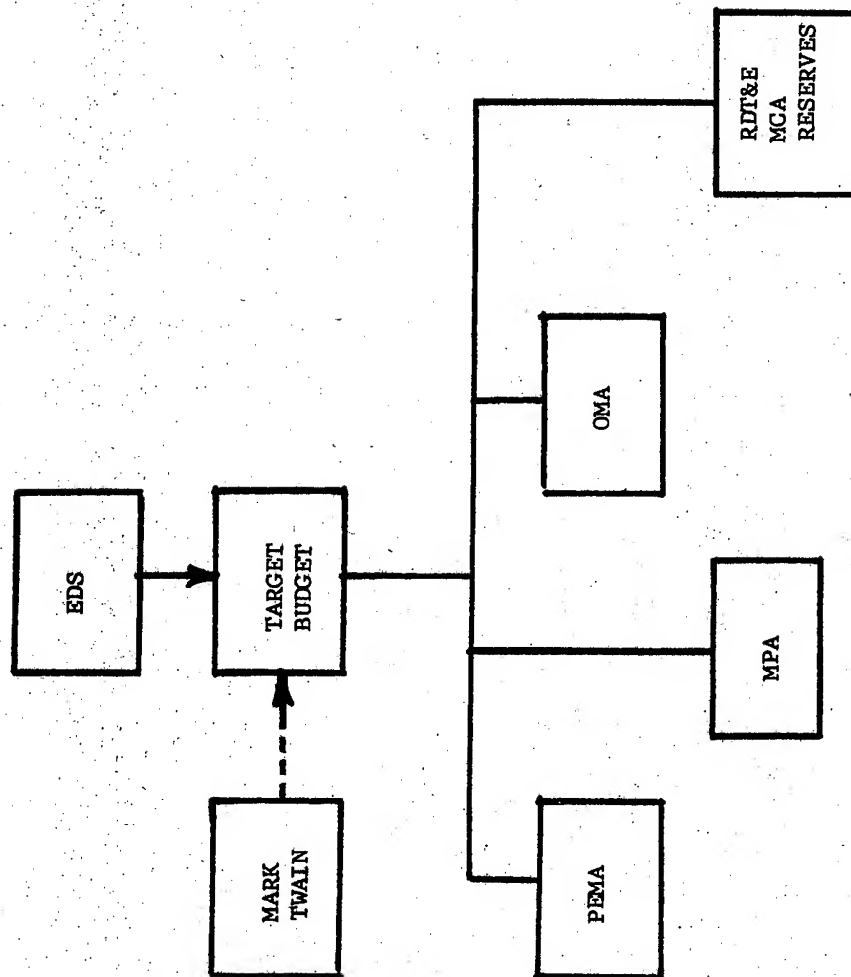 EDS
MARK
TWAIN
TARGET
BUDGET
PEMA
MPA
OMA
RDT&E
MCA
RESERVES